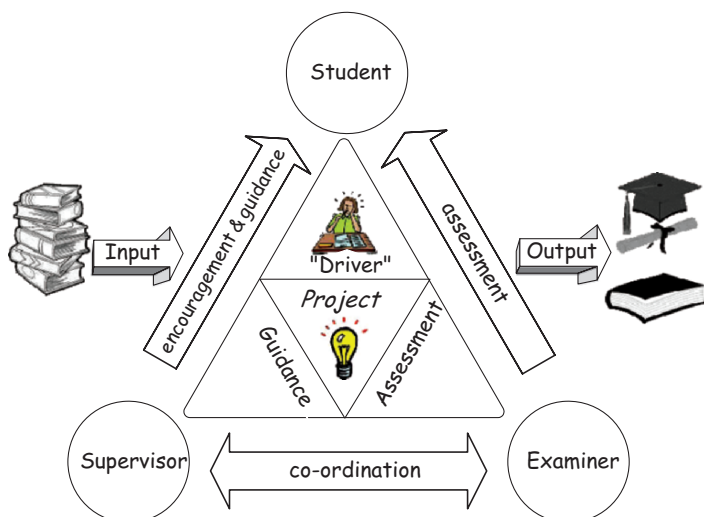 Student
encouragement & guidance
assessment
Input
Output
"Driver"
Project
Guidance
Assessment
Supervisor
co-ordination
Examiner